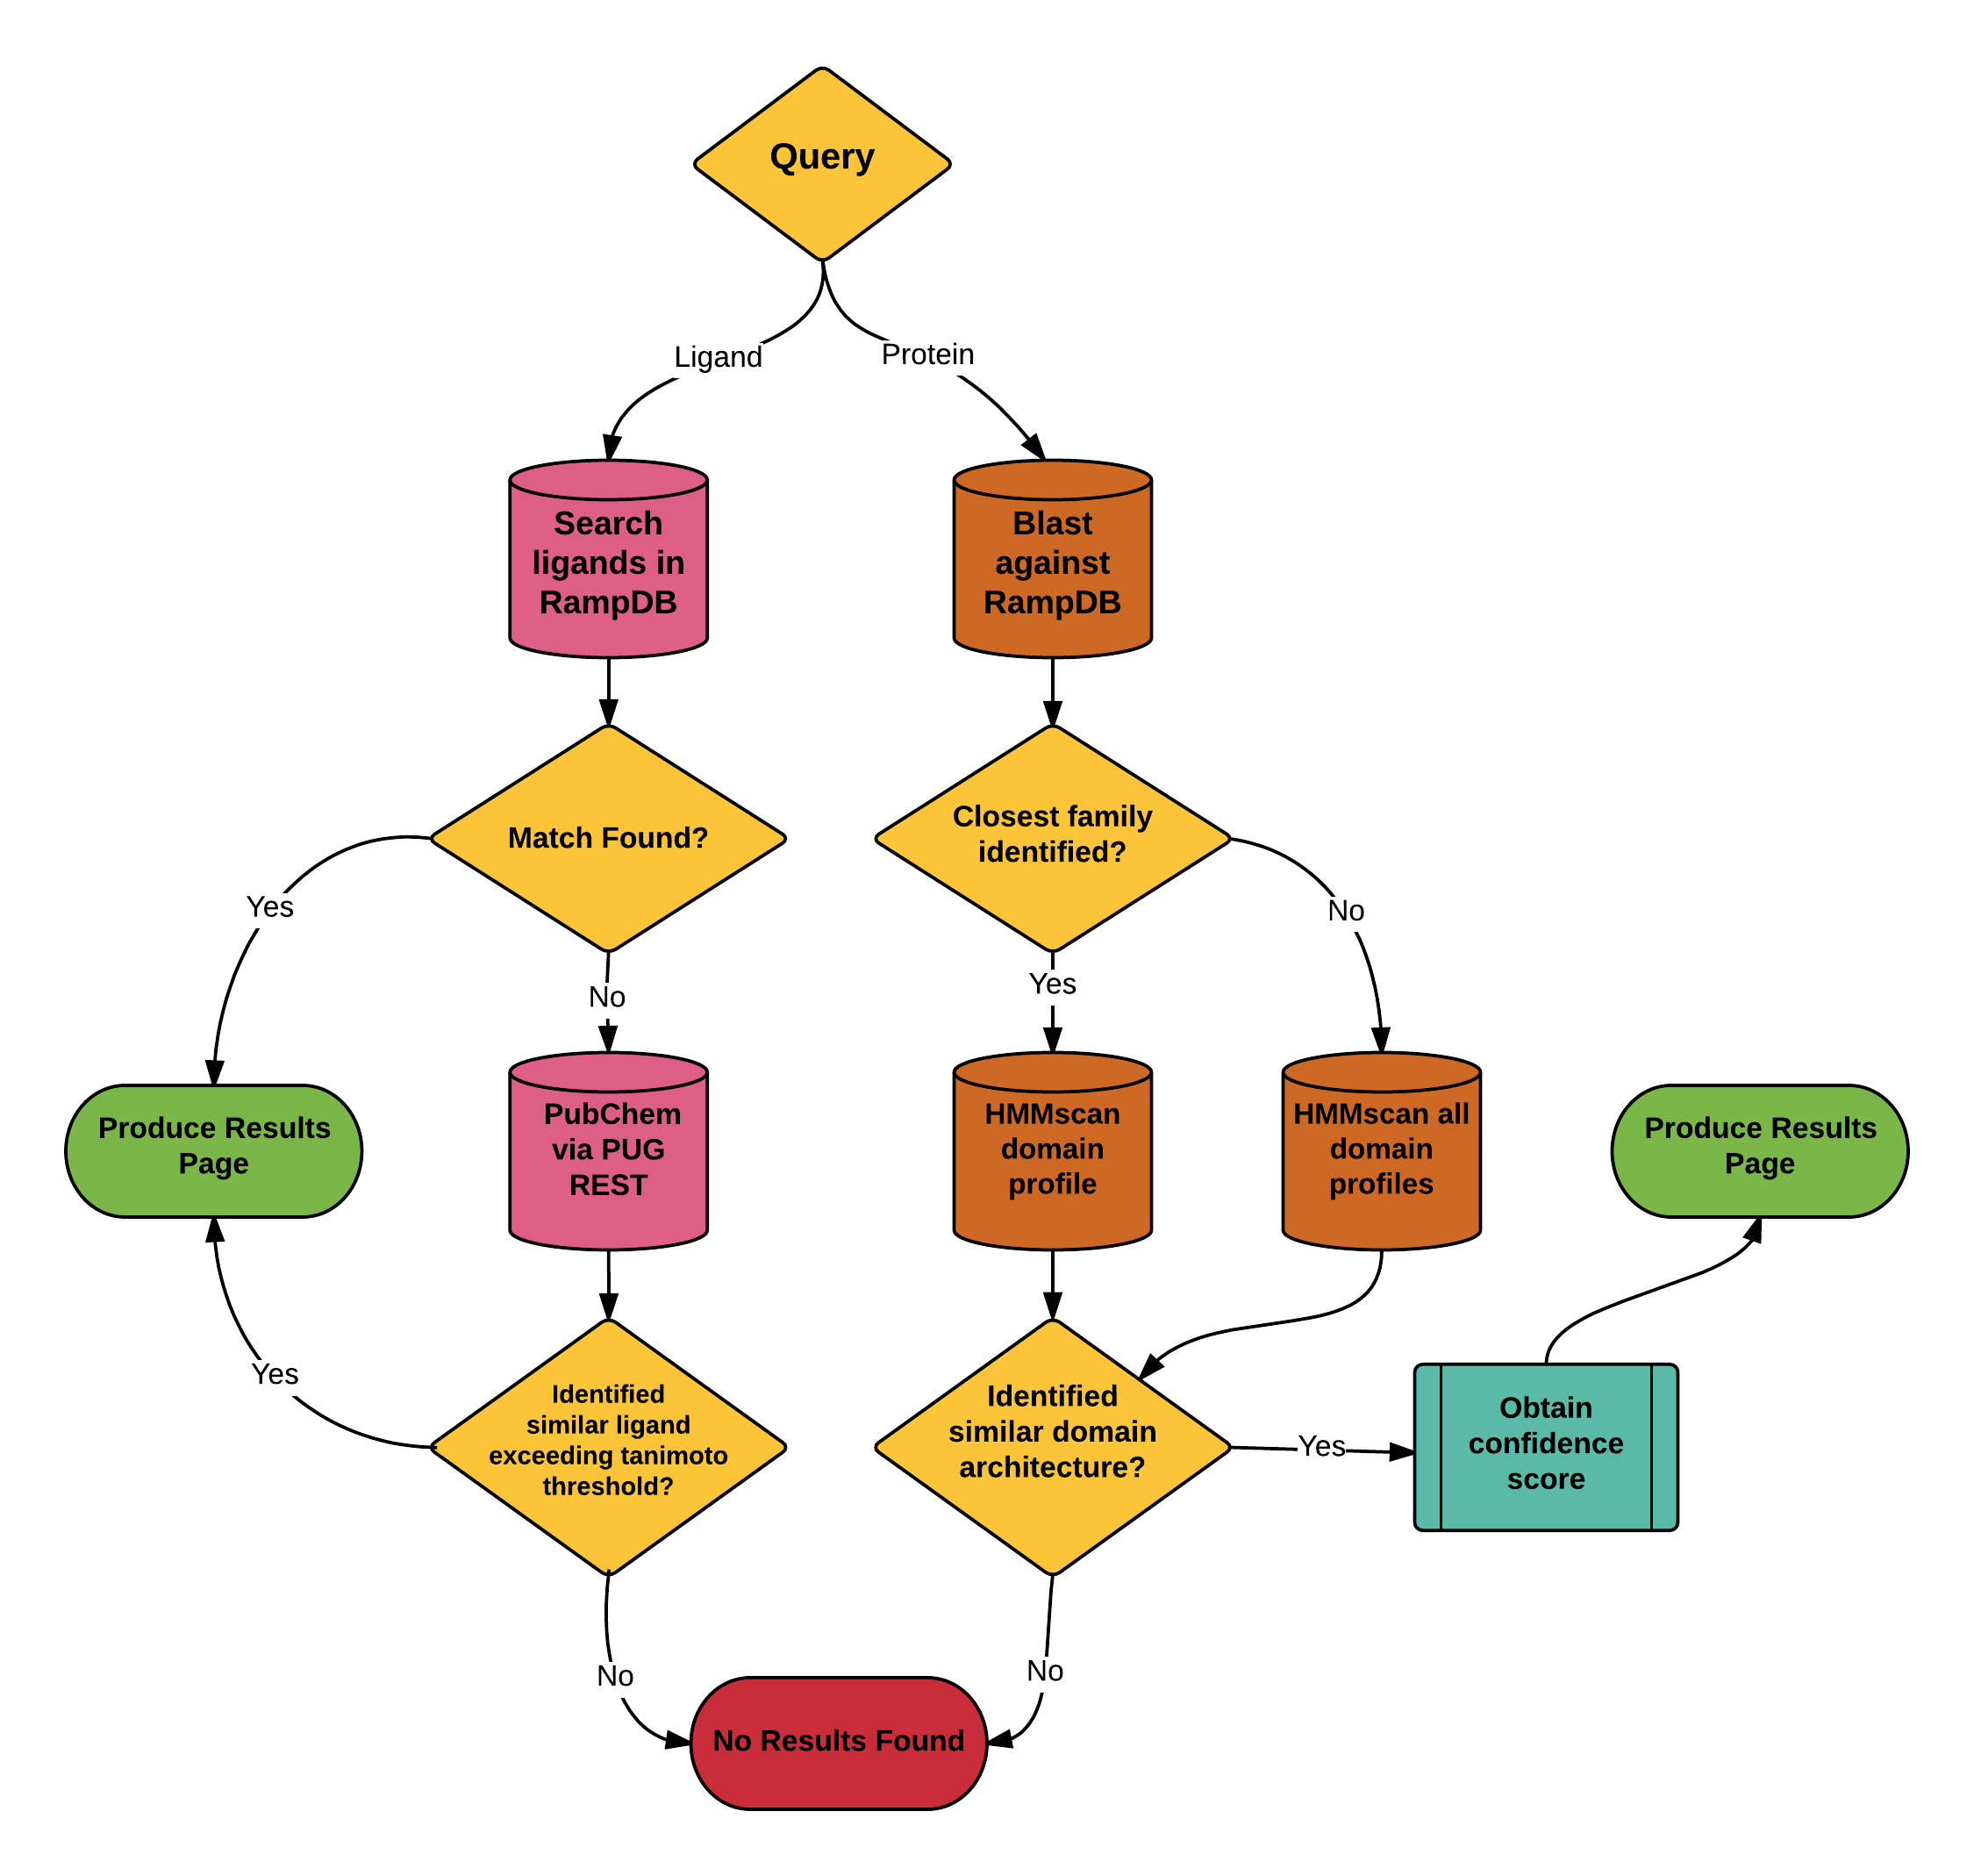 Query
Ligand
Protein
Search
ligands in
RampDB
Blast
against
RampDB
Match Found?
Closest family
identified?
Yes
No
No
Yes
Produce Results
Page
PubChem
via PUG
REST
HMMscan
domain
profile
HMMscan all
domain
profiles
Produce Results
Page
Yes
Identified
similar ligand
exceeding tanimoto
threshold?
Identified
similar domain
architecture?
Yes
Obtain
confidence
score
No
No
No Results Found